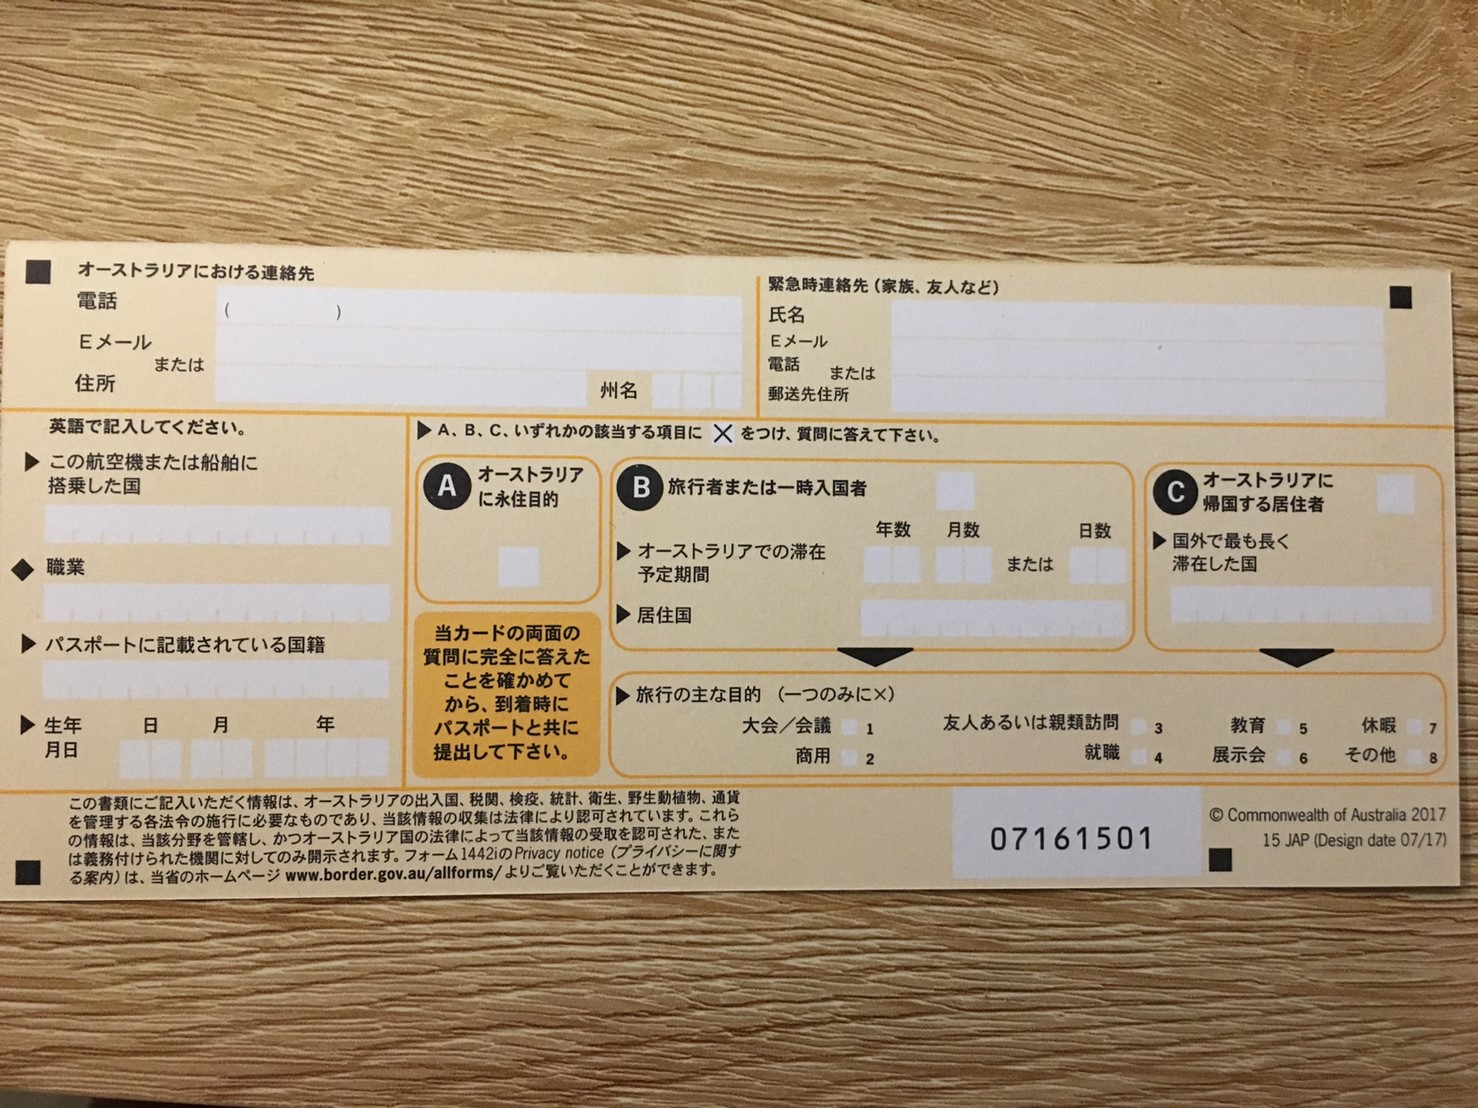 オーストラリアにおける連絡先
電話
( )
Eメール
または
住所
州名
緊急時連絡先（家族、友人など）
氏名
Eメール
電話
または
郵送先住所
英語で記入してください。
▶ この航空機または船舶に
搭乗した国
◆ 職業
▶ パスポートに記載されている国籍
▶ 生年
月日
日 月 年
▶ A、B、C、いずれかの該当する項目に X をつけ、質問に答えて下さい。
A オーストラリア
に永住目的
当カードの両面の
質問に完全に答えた
ことを確かめて
から、到着時に
パスポートと共に
提出して下さい。
B 旅行者または一時入国者
年数 月数 日数
▶ オーストラリアでの滞在
予定期間
または
▶ 居住国
C オーストラリアに
帰国する居住者
▶ 国外で最も長く
滞在した国
▶ 旅行の主な目的 （一つのみに×）
大会／会議 1 友人あるいは親類訪問 3 教育 5 休暇 7
商用 2 就職 4 展示会 6 その他 8
この書類にご記入いただく情報は、オーストラリアの出入国、税関、検疫、統計、衛生、野生動植物、通貨
を管理する各法令の施行に必要なものであり、当該情報の収集は法律により認可されています。これら
の情報は、当該分野を管轄し、かつオーストラリア国の法律によって当該情報の受取を認可された、また
は義務付けられた機関に対してのみ開示されます。フォーム1442iのPrivacy notice（プライバシーに関す
る案内）は、当省のホームページ www.border.gov.au/allforms/ よりご覧いただくことができます。
07161501
© Commonwealth of Australia 2017
15 JAP (Design date 07/17)